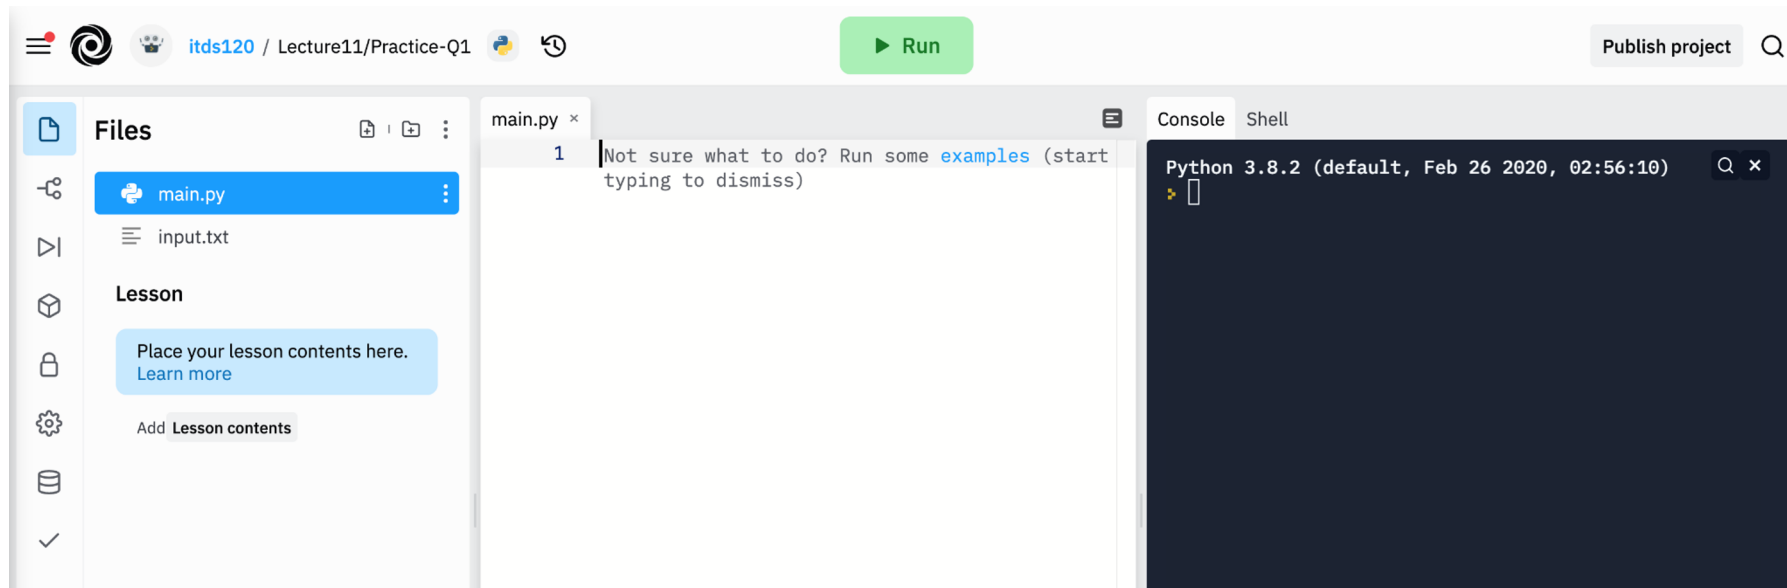 itds120 / Lecture11/Practice-Q1
Run
Publish project
Files
main.py
input.txt
Lesson
Place your lesson contents here.
Learn more
Add Lesson contents
main.py ×
1
Not sure what to do? Run some examples (start
typing to dismiss)
Console Shell
Python 3.8.2 (default, Feb 26 2020, 02:56:10)
>